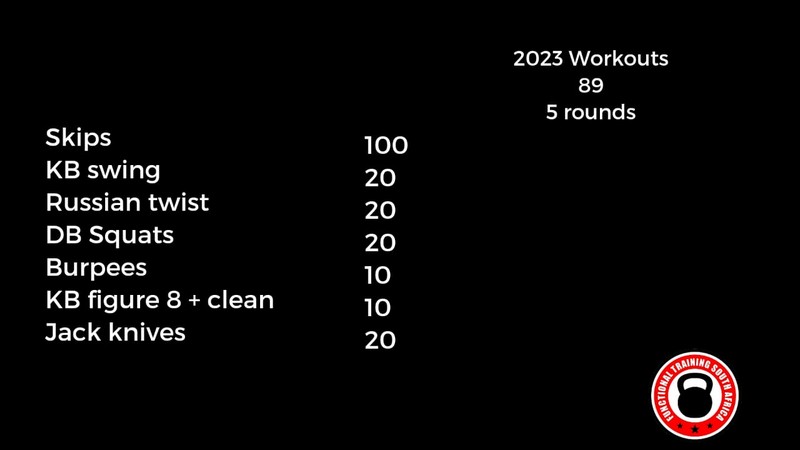 2023 Workouts
89
5 rounds
Skips 100
KB swing 20
Russian twist 20
DB Squats 20
Burpees 10
KB figure 8 + clean 10
Jack knives 20
FUNCTIONAL TRAINING SOUTH AFRICA